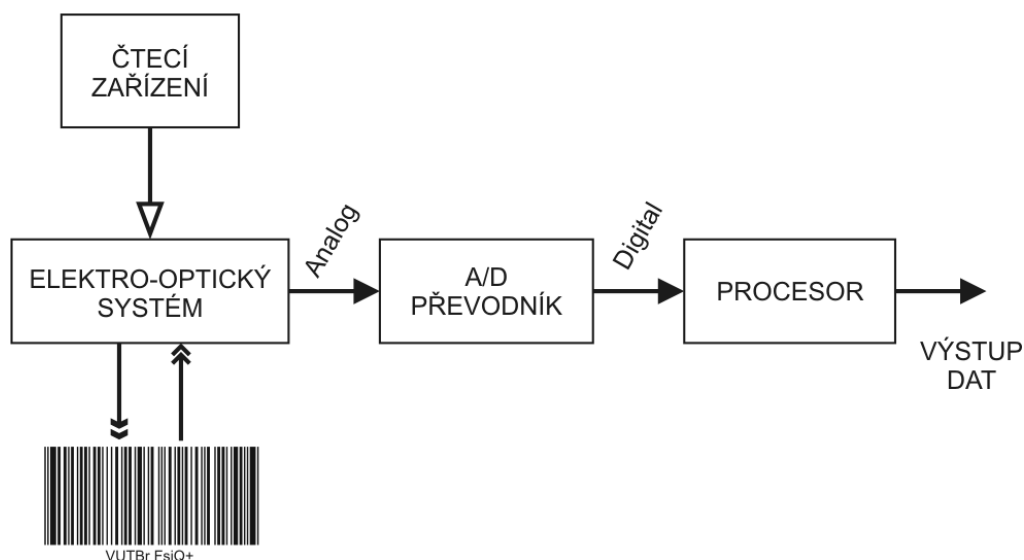 ČTECÍ
ZAŘÍZENÍ
ELEKTRO-OPTICKÝ
SYSTÉM
Analog
A/D
PŘEVODNÍK
Digital
PROCESOR
VÝSTUP
DAT
VUTBr FsiQ+